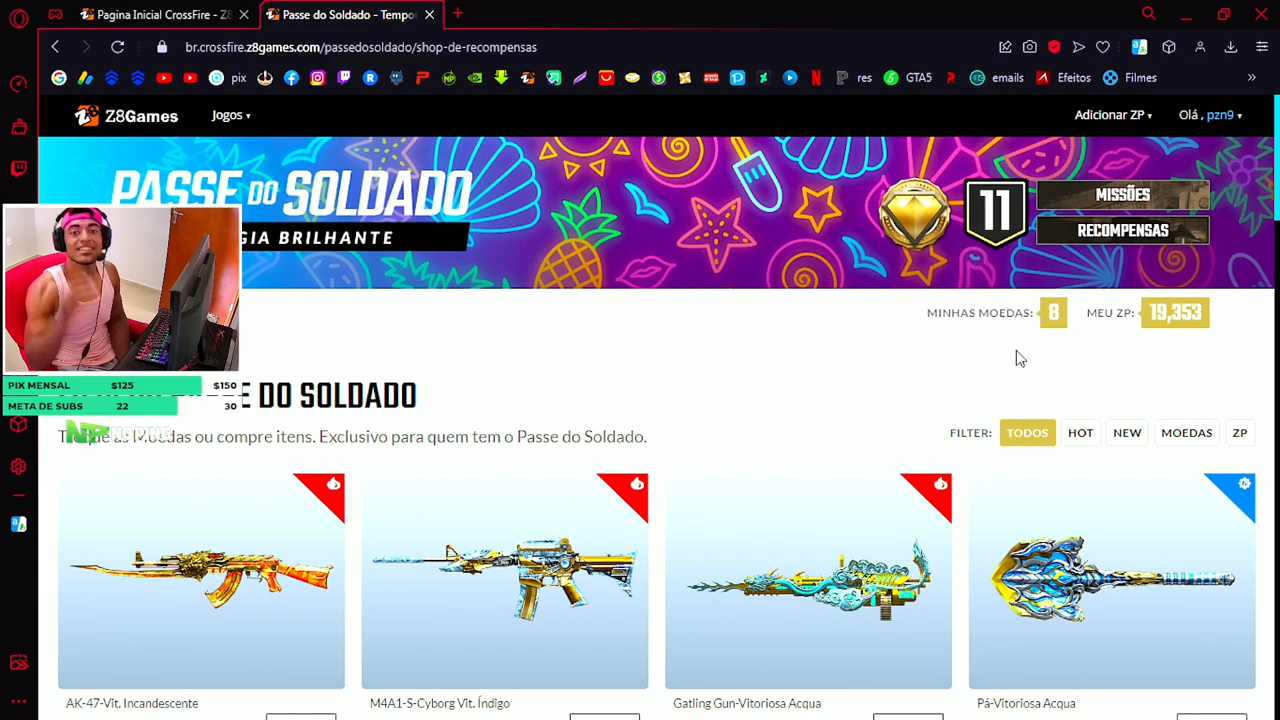 Pagina Inicial CrossFire - Z8
Passe do Soldado - Tempo
br.crossfire.z8games.com/passedosoldado/shop-de-recompensas
pix
res
GTA5
emails
Efeitos
Filmes
Z8Games
Jogos
Adicionar ZP
Olá , pzn9
PASSE DO SOLDADO
GIA BRILHANTE
11
MISSÕES
RECOMPENSAS
MINHAS MOEDAS: 8
MEU ZP: 19,353
PIX MENSAL $125 $150
META DE SUBS 22 30
E DO SOLDADO
as Moedas ou compre itens. Exclusivo para quem tem o Passe do Soldado.
FILTER: TODOS HOT NEW MOEDAS ZP
AK-47-Vit. Incandescente
M4A1-S-Cyborg Vit. Índigo
Gatling Gun-Vitoriosa Acqua
Pá-Vitoriosa Acqua